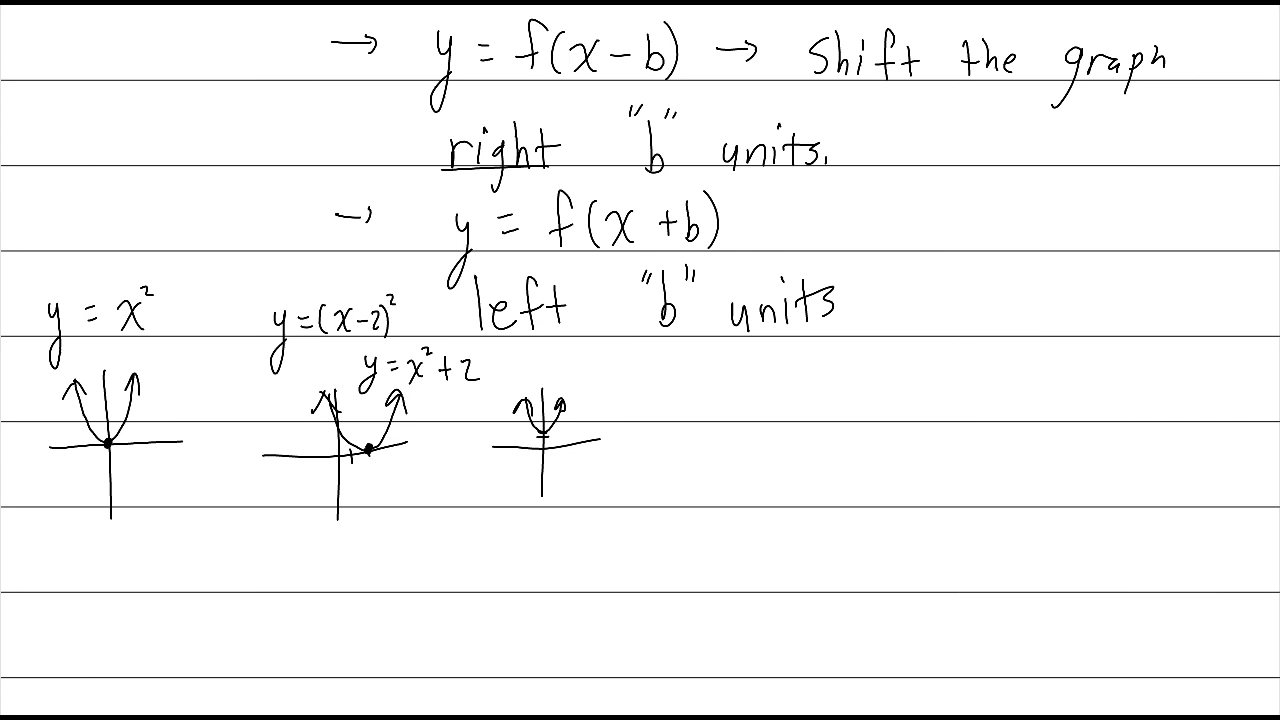 → y = f(x-b) → Shift the graph
right "b" units.
→ y = f(x+b)
left "b" units
y = x²
y=(x-2)²
y=x²+2